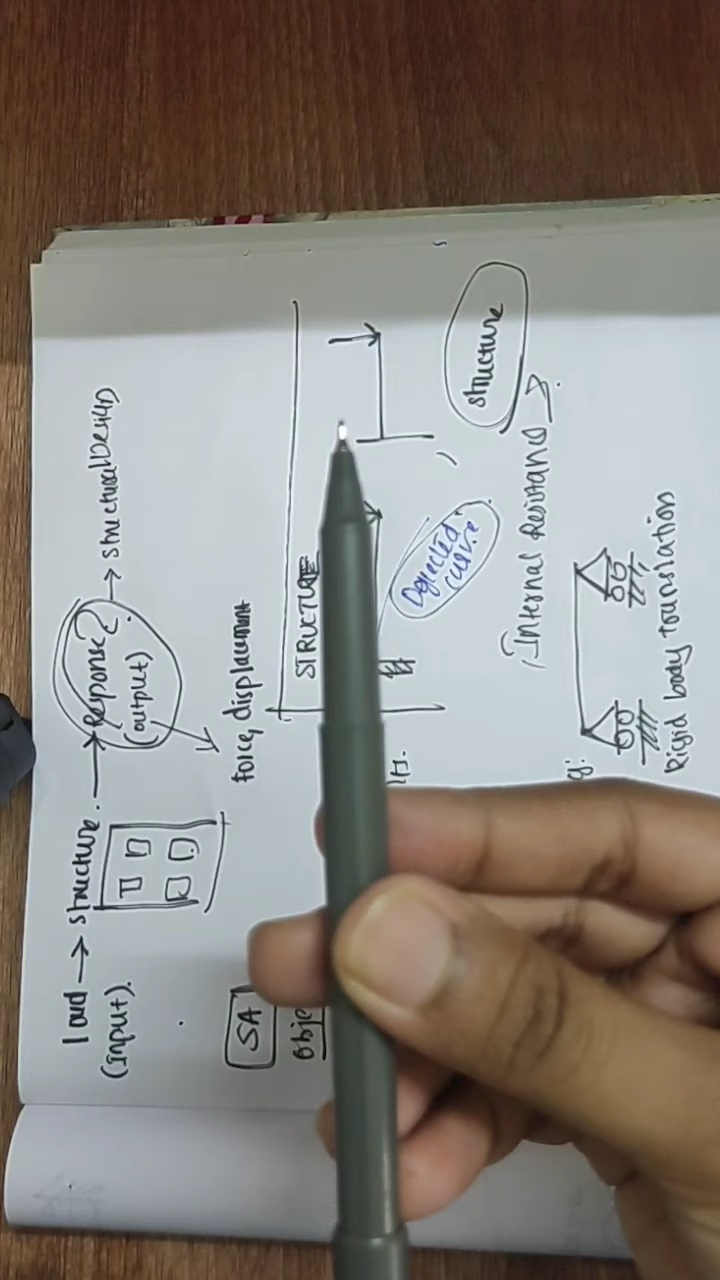 load → structure. → Response? → structural Design
(input).
(output)
force, displacement
SA
STRUCTURE
Deflected
curve
structure
, Internal Resistance →.
Rigid body translation